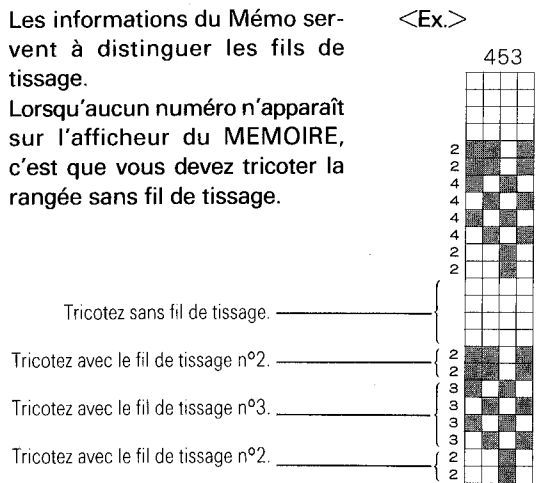 Les informations du Mémo ser-
vent à distinguer les fils de
tissage.
Lorsqu'aucun numéro n'apparaît
sur l'afficheur du MEMOIRE,
c'est que vous devez tricoter la
rangée sans fil de tissage.
<Ex.>
453
2
2
4
4
4
4
2
2
Tricotez sans fil de tissage.
Tricotez avec le fil de tissage nº2.
2
2
Tricotez avec le fil de tissage nº3.
3
3
3
3
Tricotez avec le fil de tissage nº2.
2
2